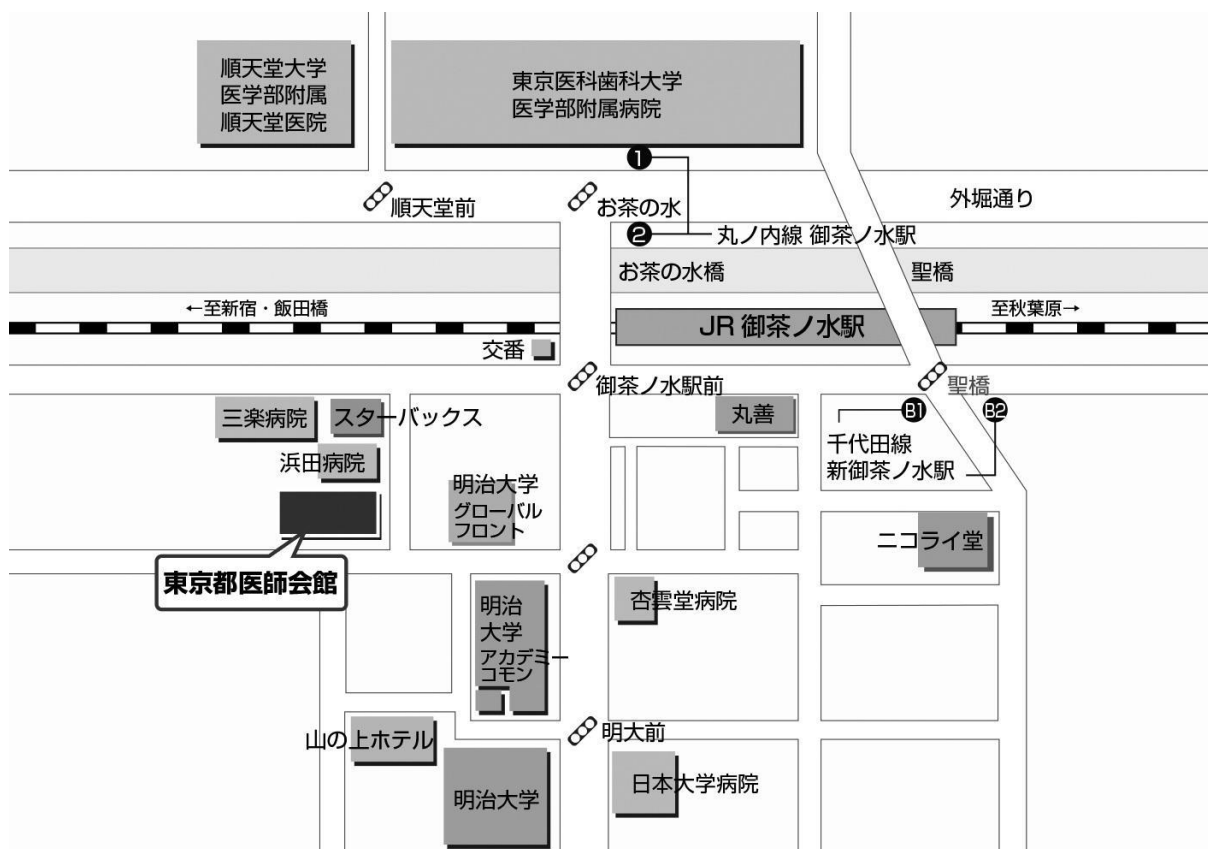 順天堂大学
医学部附属
順天堂医院
東京医科歯科大学
医学部附属病院
1
順天堂前
お茶の水
外堀通り
2
丸ノ内線 御茶ノ水駅
お茶の水橋
聖橋
←至新宿・飯田橋
JR 御茶ノ水駅
至秋葉原→
交番
御茶ノ水駅前
聖橋
三楽病院
スターバックス
丸善
B1
B2
千代田線
新御茶ノ水駅
浜田病院
明治大学
グローバル
フロント
ニコライ堂
東京都医師会館
明治
大学
アカデミー
コモン
杏雲堂病院
山の上ホテル
明大前
明治大学
日本大学病院